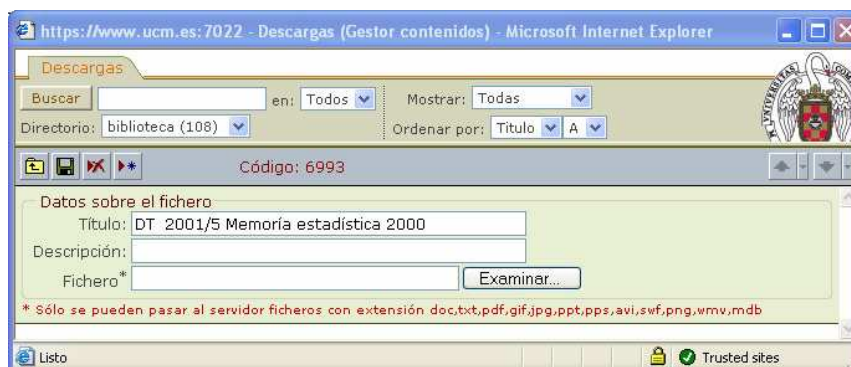 https://www.ucm.es:7022 - Descargas (Gestor contenidos) - Microsoft Internet Explorer
Descargas
Buscar en: Todos Mostrar: Todas
Directorio: biblioteca (108) Ordenar por: Titulo A
Código: 6993
Datos sobre el fichero
Título: DT 2001/5 Memoría estadística 2000
Descripción:
Fichero* Examinar...
* Sólo se pueden pasar al servidor ficheros con extensión doc,txt,pdf,gif,jpg,ppt,pps,avi,swf,png,wmv,mdb
Listo Trusted sites